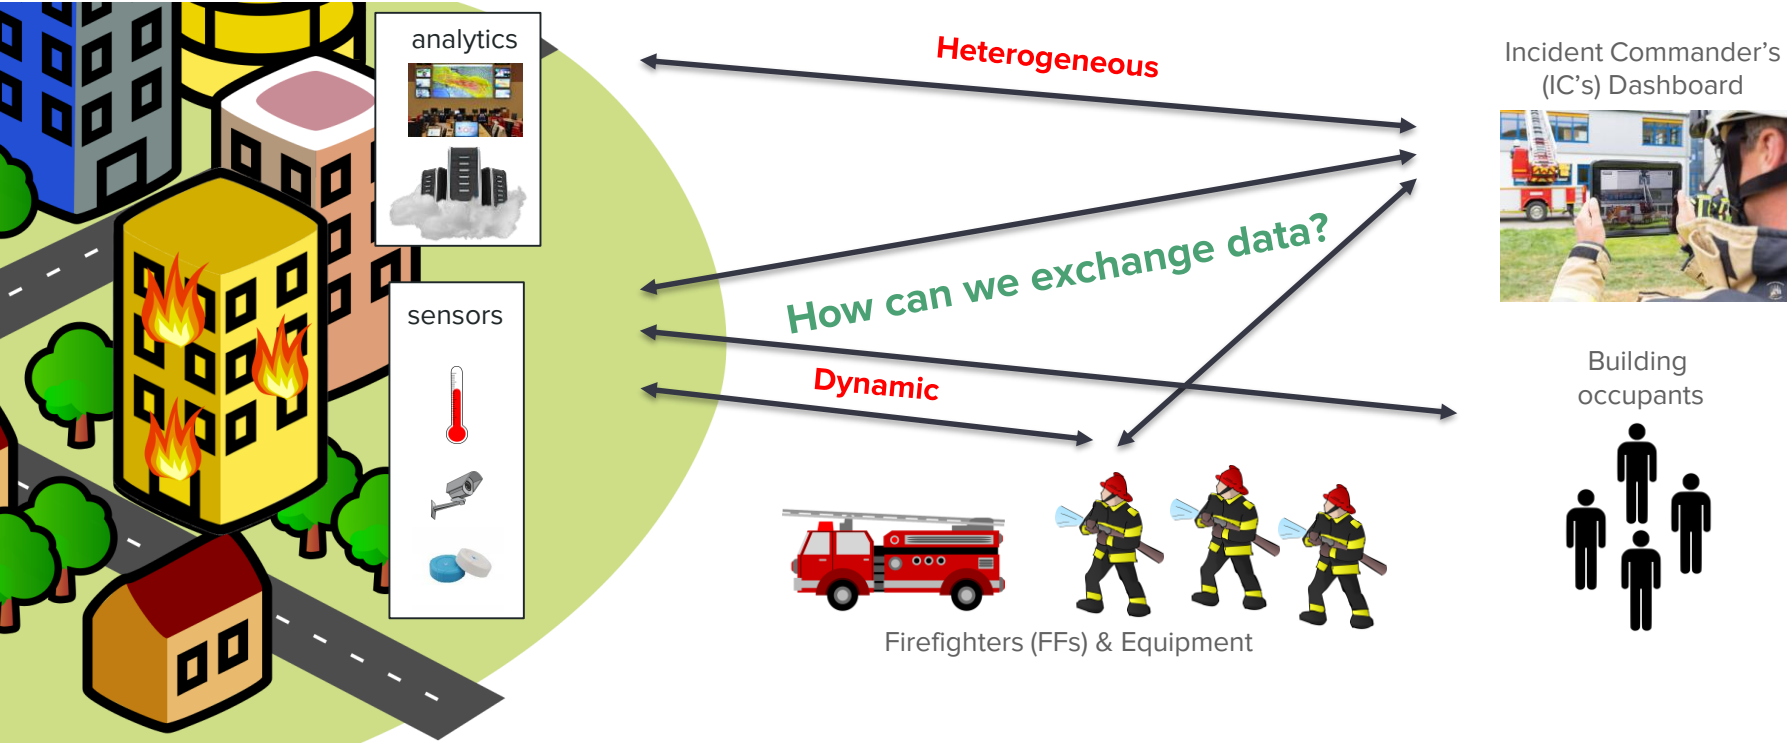 analytics
Heterogeneous
Incident Commander's
(IC's) Dashboard
How can we exchange data?
sensors
Dynamic
Building
occupants
Firefighters (FFs) & Equipment